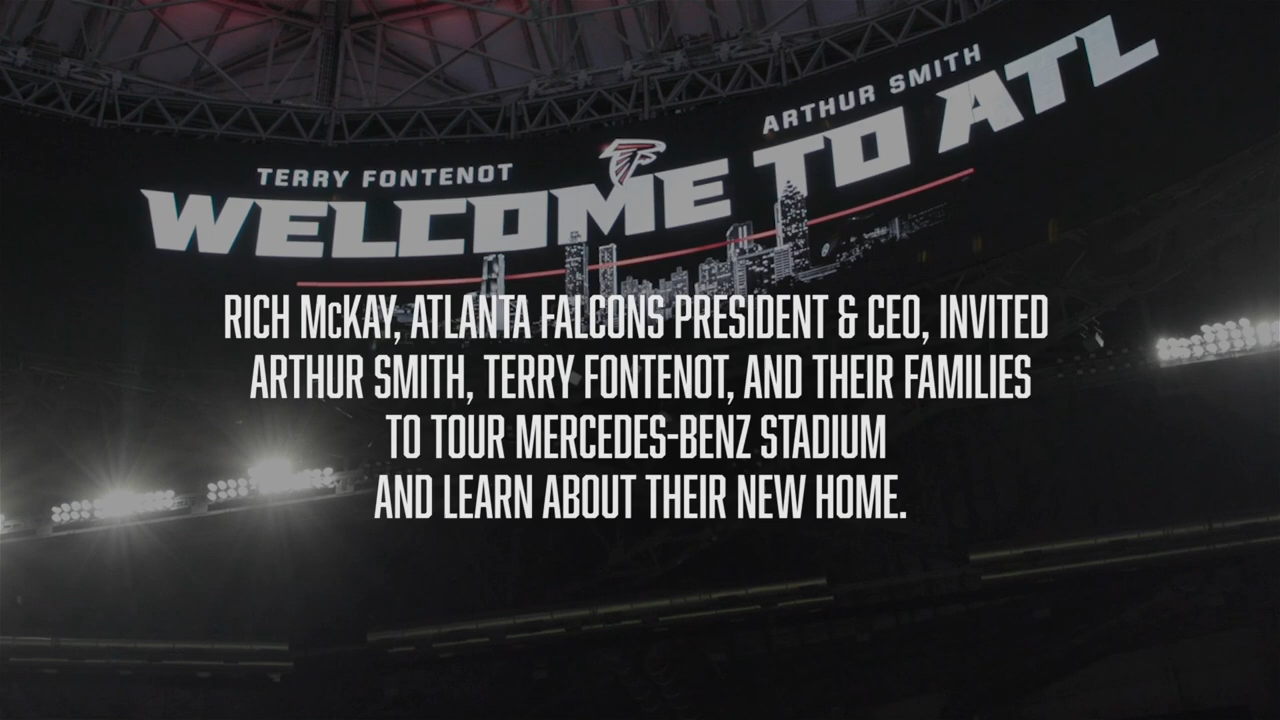 TERRY FONTENOT
ARTHUR SMITH
WELCOME TO ATL
RICH McKAY, ATLANTA FALCONS PRESIDENT & CEO, INVITED
ARTHUR SMITH, TERRY FONTENOT, AND THEIR FAMILIES
TO TOUR MERCEDES-BENZ STADIUM
AND LEARN ABOUT THEIR NEW HOME.